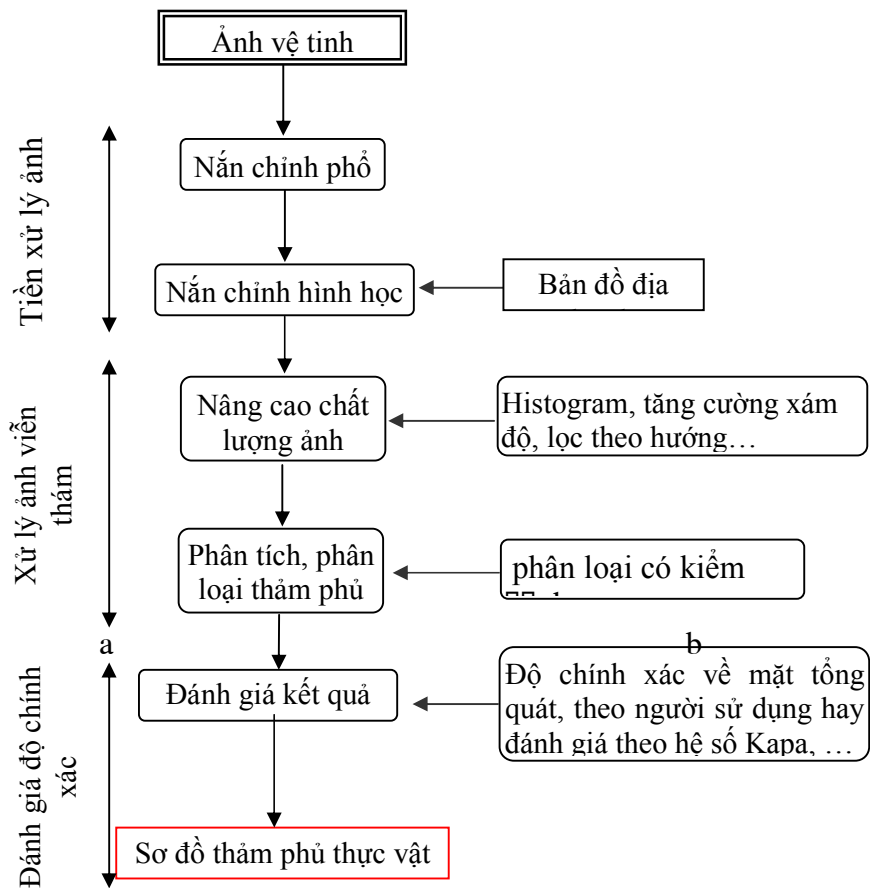 Ảnh vệ tinh
Tiền xử lý ảnh
Nắn chỉnh phổ
Nắn chỉnh hình học
Bản đồ địa
Xử lý ảnh viễn
thám
Nâng cao chất
lượng ảnh
Histogram, tăng cường xám
độ, lọc theo hướng…
Phân tích, phân
loại thảm phủ
phân loại có kiểm
a
b
Đánh giá độ chính
xác
Đánh giá kết quả
Độ chính xác về mặt tổng
quát, theo người sử dụng hay
đánh giá theo hệ số Kapa, …
Sơ đồ thảm phủ thực vật